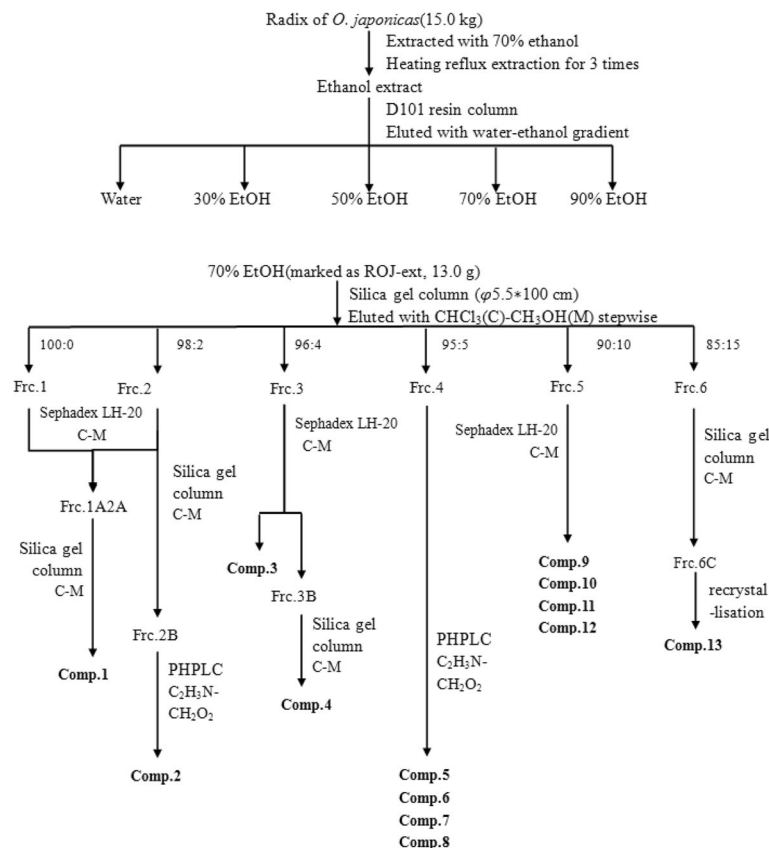 Radix of O. japonicas(15.0 kg)
Extracted with 70% ethanol
Heating reflux extraction for 3 times
Ethanol extract
D101 resin column
Eluted with water-ethanol gradient
Water
30% EtOH
50% EtOH
70% EtOH
90% EtOH
70% EtOH(marked as ROJ-ext, 13.0 g)
Silica gel column (φ5.5*100 cm)
Eluted with CHCl₃(C)-CH₃OH(M) stepwise
100:0
98:2
96:4
95:5
90:10
85:15
Frc.1
Frc.2
Frc.3
Frc.4
Frc.5
Frc.6
Sephadex LH-20
C-M
Frc.1A2A
Silica gel
column
C-M
Comp.1
Silica gel
column
C-M
Frc.2B
PHPLC
C₂H₃N-
CH₂O₂
Comp.2
Sephadex LH-20
C-M
Comp.3
Frc.3B
Silica gel
column
C-M
Comp.4
PHPLC
C₂H₃N-
CH₂O₂
Comp.5
Comp.6
Comp.7
Comp.8
Sephadex LH-20
C-M
Comp.9
Comp.10
Comp.11
Comp.12
Silica gel
column
C-M
Frc.6C
recrystal
-lisation
Comp.13